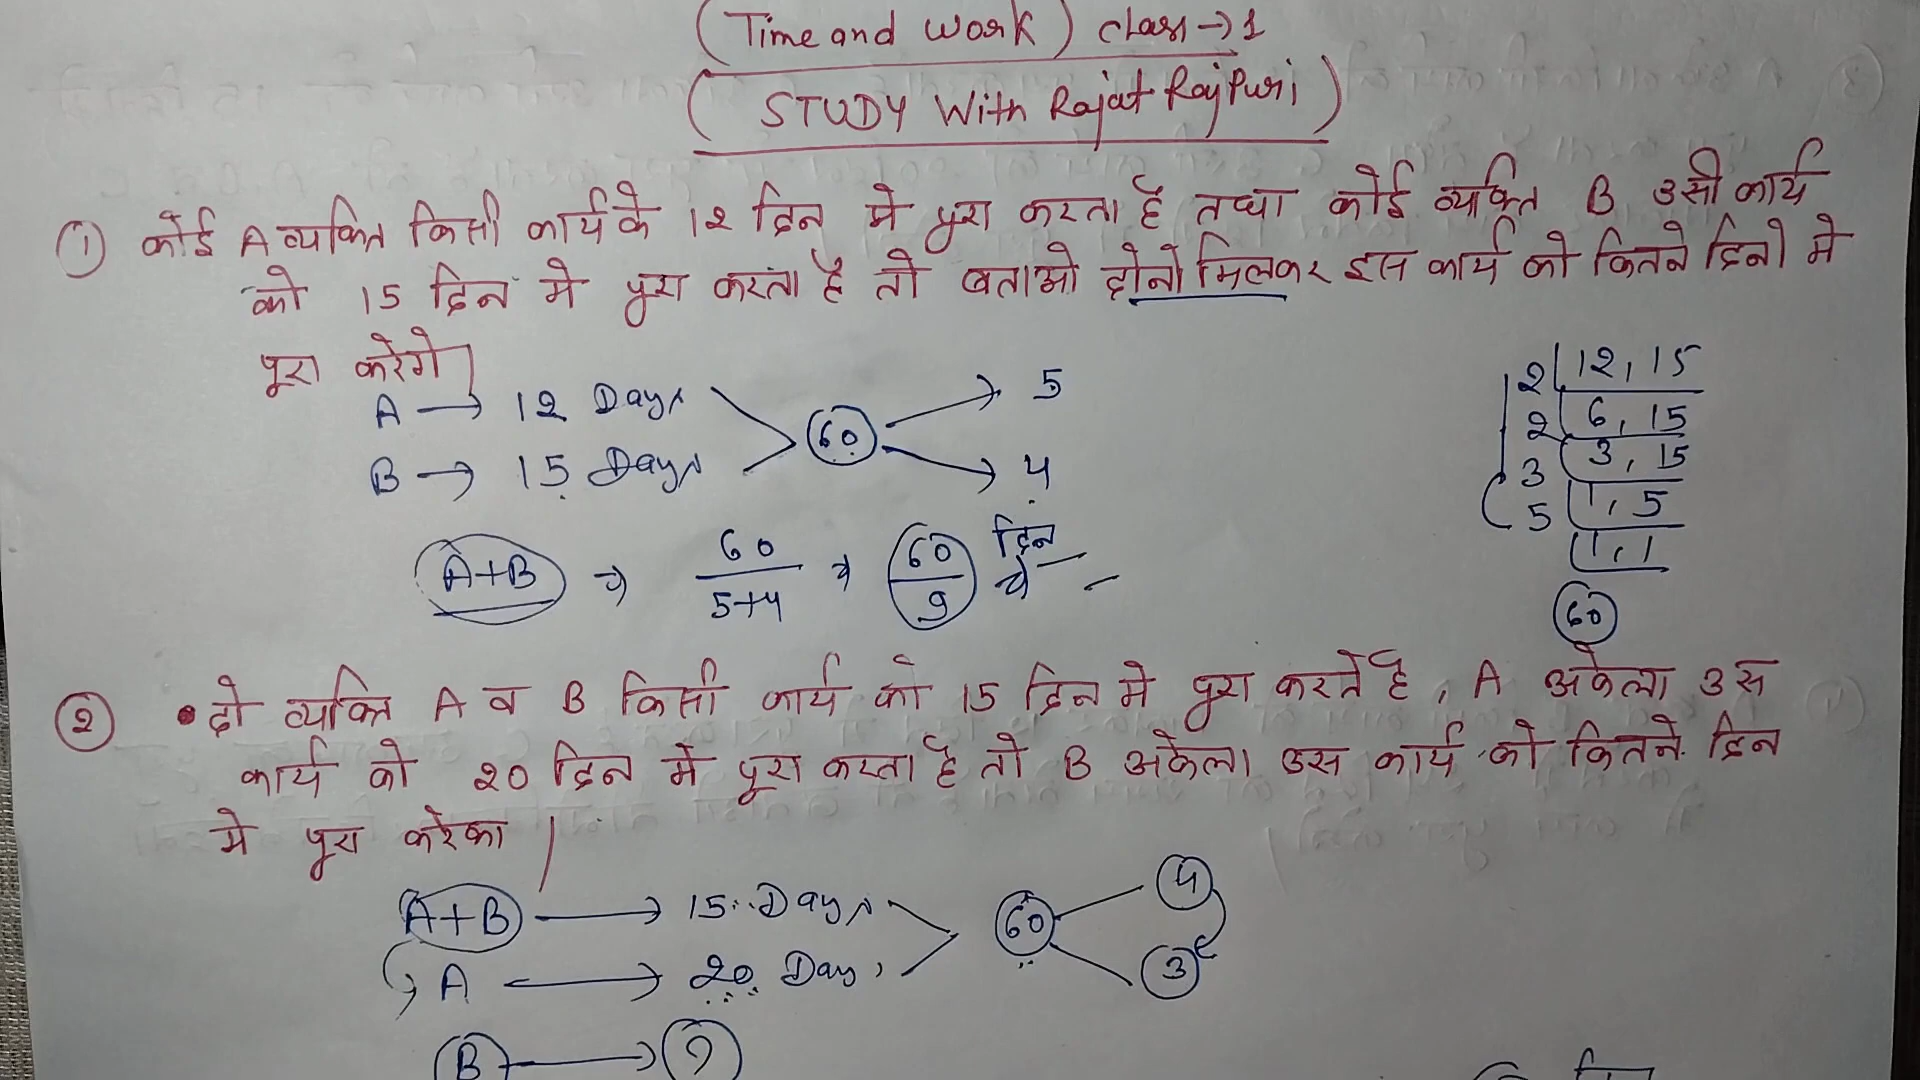 (Time and work) class → 1
(STUDY With Rajat Rajpuri)
① कोई A व्यक्ति किसी कार्य के 12 दिन मे पूरा करता है तथा कोई व्यक्ति B उसी कार्य
को 15 दिन मे पूरा करता है तो बताओ दोनो मिलकर इस कार्य को कितने दिनो मे
पूरा करेंगे|
A → 12 Days
B → 15 Days
60
5
4
A+B ⇒ 60/5+4 ⇒ 60/9 दिन मे
2 | 12, 15
2 | 6, 15
3 | 3, 15
5 | 1, 5
1, 1
60
② दो व्यक्ति A व B किसी कार्य को 15 दिन मे पूरा करते है, A अकेला उस
कार्य को 20 दिन मे पूरा करता है तो B अकेला उस कार्य को कितने दिन
मे पूरा करेका |
A+B → 15 Days
A → 20 Days
60
4
3
B → ?